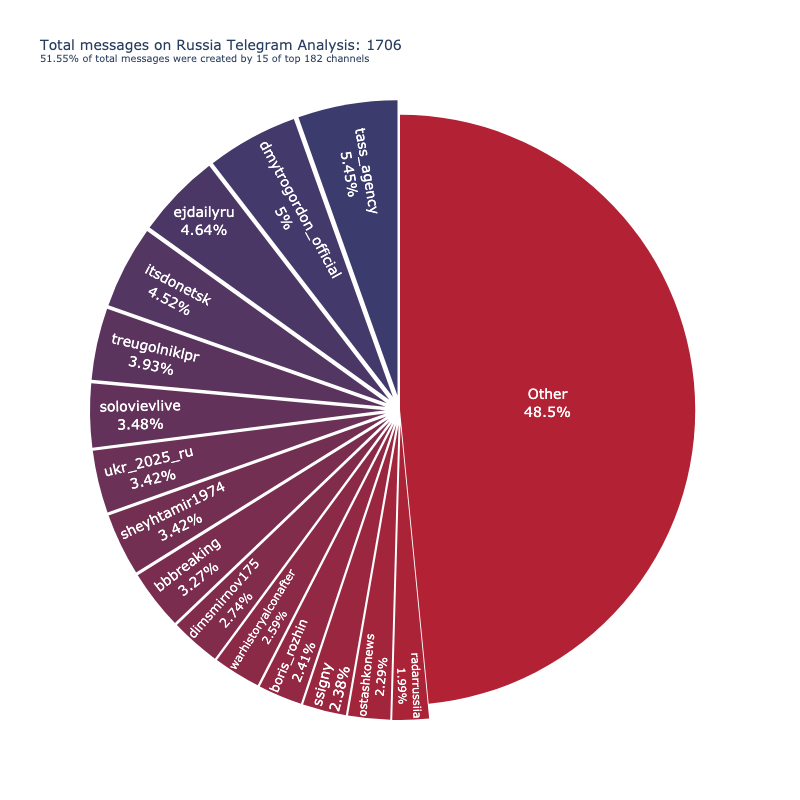 Total messages on Russia Telegram Analysis: 1706
51.55% of total messages were created by 15 of top 182 channels
tass_agency
5.45%
dmytrogordon_official
5%
ejdailyru
4.64%
itsdonetsk
4.52%
treugolniklpr
3.93%
solovievlive
3.48%
ukr_2025_ru
3.42%
sheyhtamir1974
3.42%
bbbreaking
3.27%
dimsmirnov175
2.74%
warhistoryalconafter
2.59%
boris_rozhin
2.41%
ssigny
2.38%
ostashkonews
2.29%
radarrussiia
1.99%
Other
48.5%